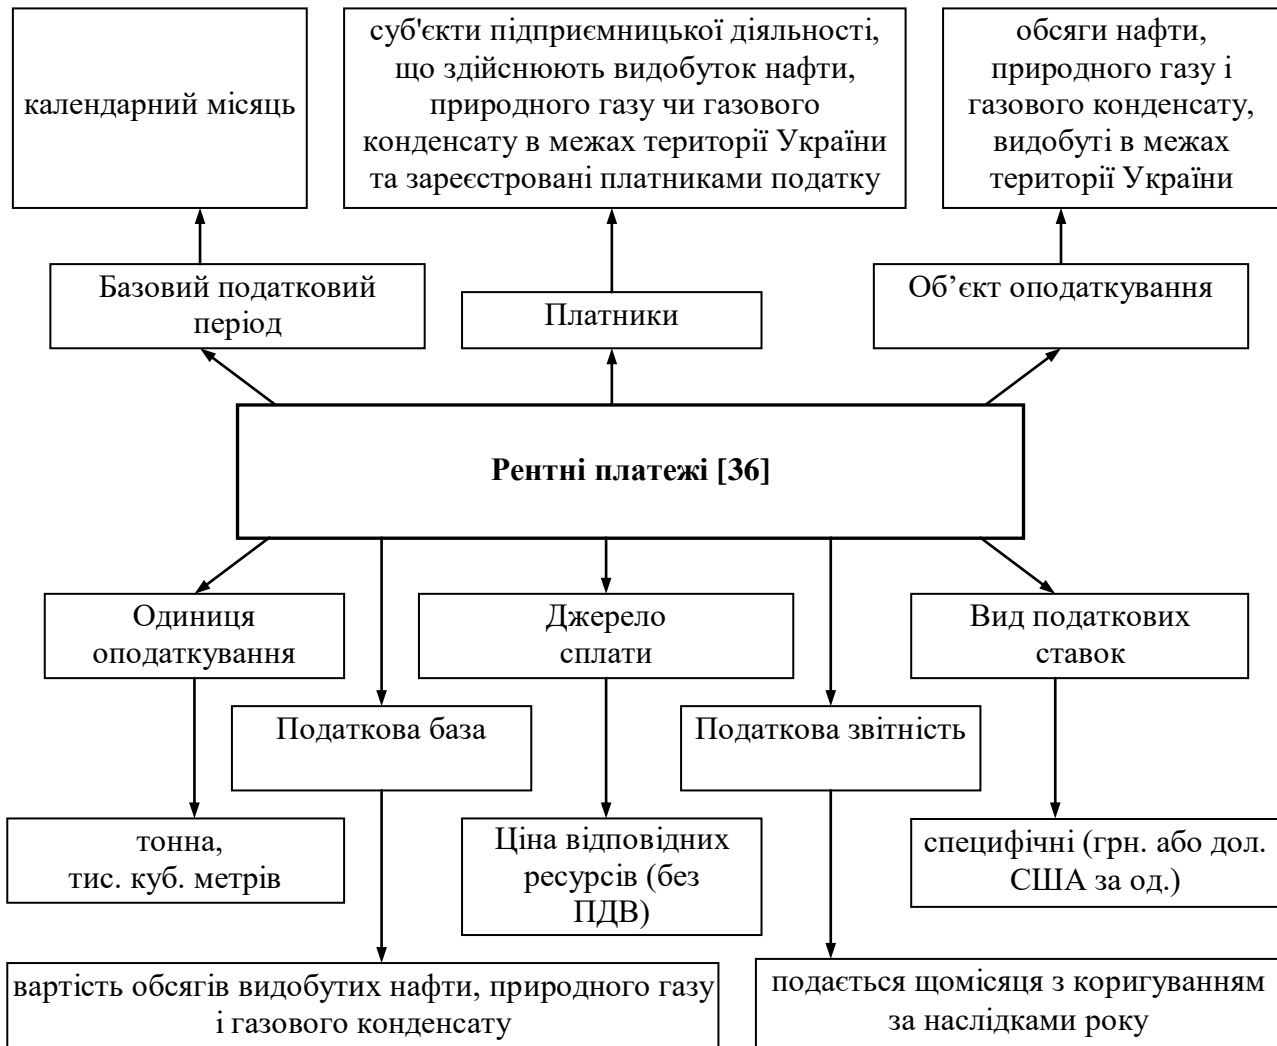 календарний місяць
суб'єкти підприємницької діяльності,
що здійснюють видобуток нафти,
природного газу чи газового
конденсату в межах території України
та зареєстровані платниками податку
обсяги нафти,
природного газу і
газового конденсату,
видобуті в межах
території України
Базовий податковий
період
Платники
Об’єкт оподаткування
Рентні платежі [36]
Одиниця
оподаткування
Джерело
сплати
Вид податкових
ставок
Податкова база
Податкова звітність
тонна,
тис. куб. метрів
Ціна відповідних
ресурсів (без
ПДВ)
специфічні (грн. або дол.
США за од.)
вартість обсягів видобутих нафти, природного газу
і газового конденсату
подається щомісяця з коригуванням
за наслідками року